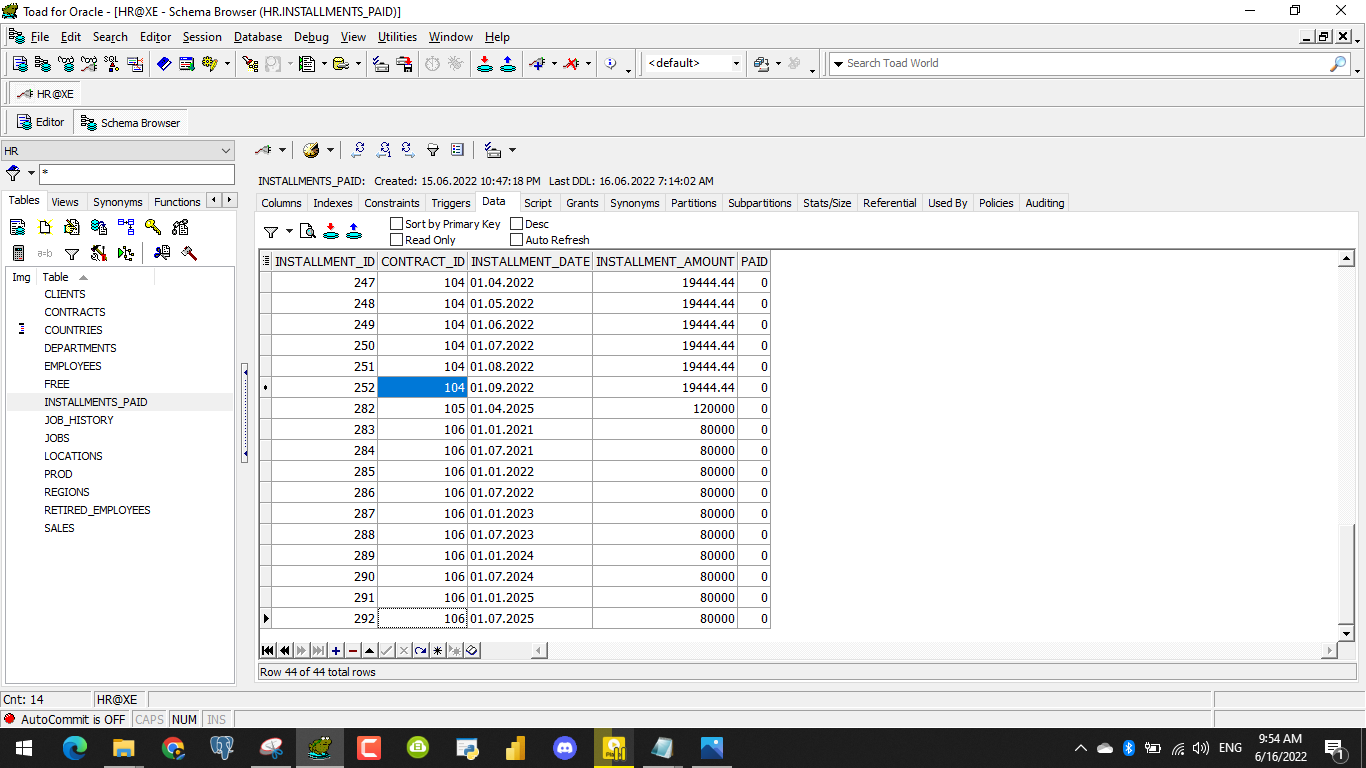 Toad for Oracle - [HR@XE - Schema Browser (HR.INSTALLMENTS_PAID)]
File Edit Search Editor Session Database Debug View Utilities Window Help
SQL <default> Search Toad World
HR@XE
Editor Schema Browser
HR
*
INSTALLMENTS_PAID: Created: 15.06.2022 10:47:18 PM Last DDL: 16.06.2022 7:14:02 AM
Tables Views Synonyms Functions
Columns Indexes Constraints Triggers Data Script Grants Synonyms Partitions Subpartitions Stats/Size Referential Used By Policies Auditing
Sort by Primary Key Desc
Read Only Auto Refresh
Img Table
CLIENTS
CONTRACTS
COUNTRIES
DEPARTMENTS
EMPLOYEES
FREE
INSTALLMENTS_PAID
JOB_HISTORY
JOBS
LOCATIONS
PROD
REGIONS
RETIRED_EMPLOYEES
SALES
INSTALLMENT_ID CONTRACT_ID INSTALLMENT_DATE INSTALLMENT_AMOUNT PAID
247 104 01.04.2022 19444.44 0
248 104 01.05.2022 19444.44 0
249 104 01.06.2022 19444.44 0
250 104 01.07.2022 19444.44 0
251 104 01.08.2022 19444.44 0
252 104 01.09.2022 19444.44 0
282 105 01.04.2025 120000 0
283 106 01.01.2021 80000 0
284 106 01.07.2021 80000 0
285 106 01.01.2022 80000 0
286 106 01.07.2022 80000 0
287 106 01.01.2023 80000 0
288 106 01.07.2023 80000 0
289 106 01.01.2024 80000 0
290 106 01.07.2024 80000 0
291 106 01.01.2025 80000 0
292 106 01.07.2025 80000 0
Row 44 of 44 total rows
Cnt: 14 HR@XE
AutoCommit is OFF CAPS NUM INS
ENG 9:54 AM
6/16/2022
1